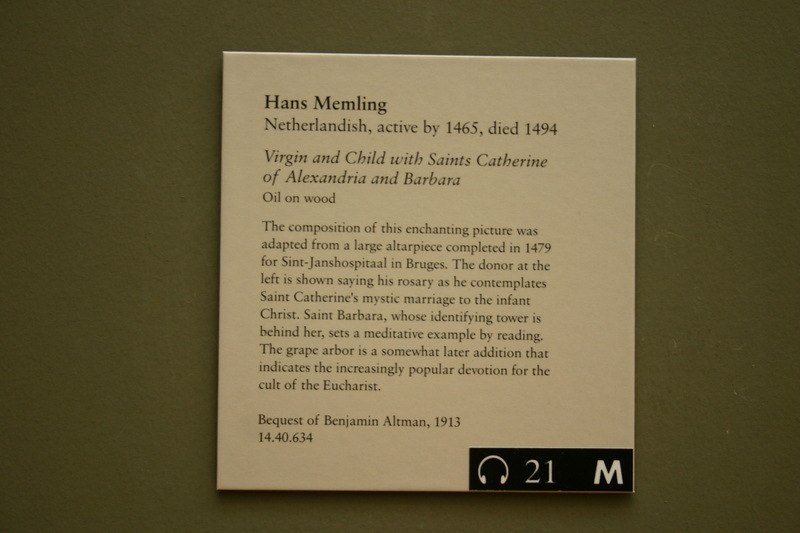 Hans Memling
Netherlandish, active by 1465, died 1494
Virgin and Child with Saints Catherine
of Alexandria and Barbara
Oil on wood
The composition of this enchanting picture was
adapted from a large altarpiece completed in 1479
for Sint-Janshospitaal in Bruges. The donor at the
left is shown saying his rosary as he contemplates
Saint Catherine's mystic marriage to the infant
Christ. Saint Barbara, whose identifying tower is
behind her, sets a meditative example by reading.
The grape arbor is a somewhat later addition that
indicates the increasingly popular devotion for the
cult of the Eucharist.
Bequest of Benjamin Altman, 1913
14.40.634
21 M